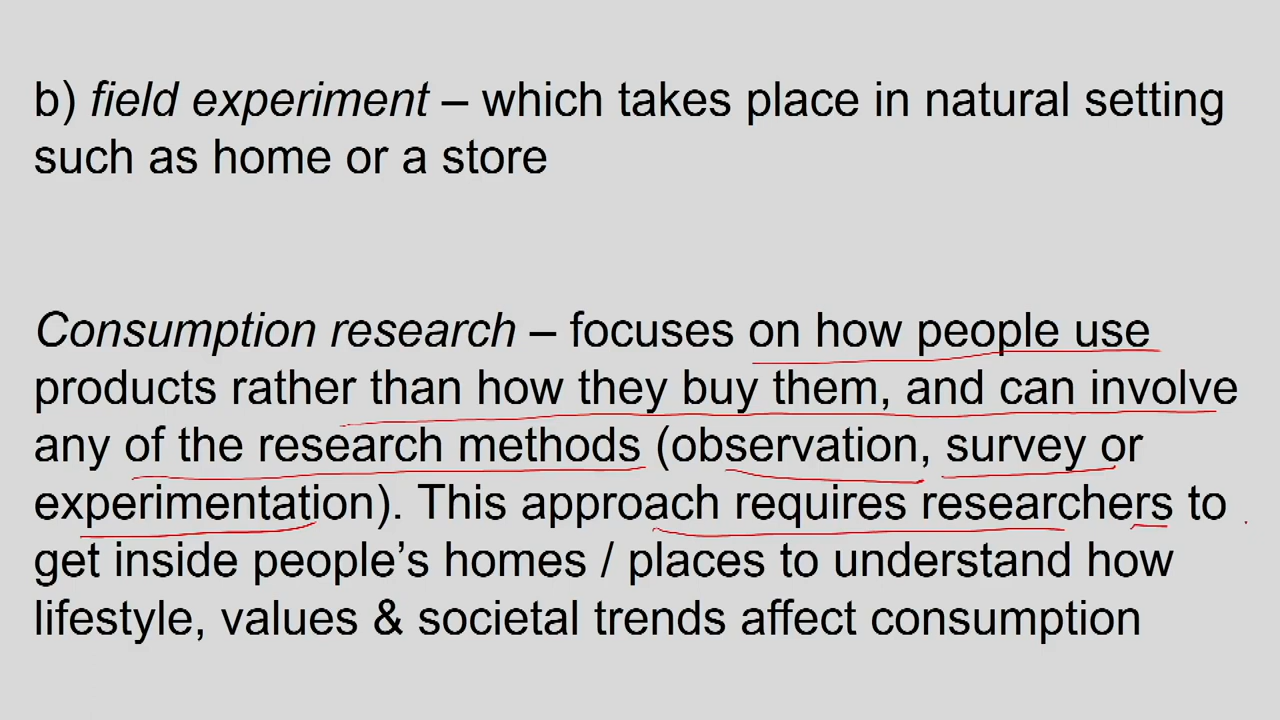 b) field experiment – which takes place in natural setting
such as home or a store
Consumption research – focuses on how people use
products rather than how they buy them, and can involve
any of the research methods (observation, survey or
experimentation). This approach requires researchers to
get inside people’s homes / places to understand how
lifestyle, values & societal trends affect consumption